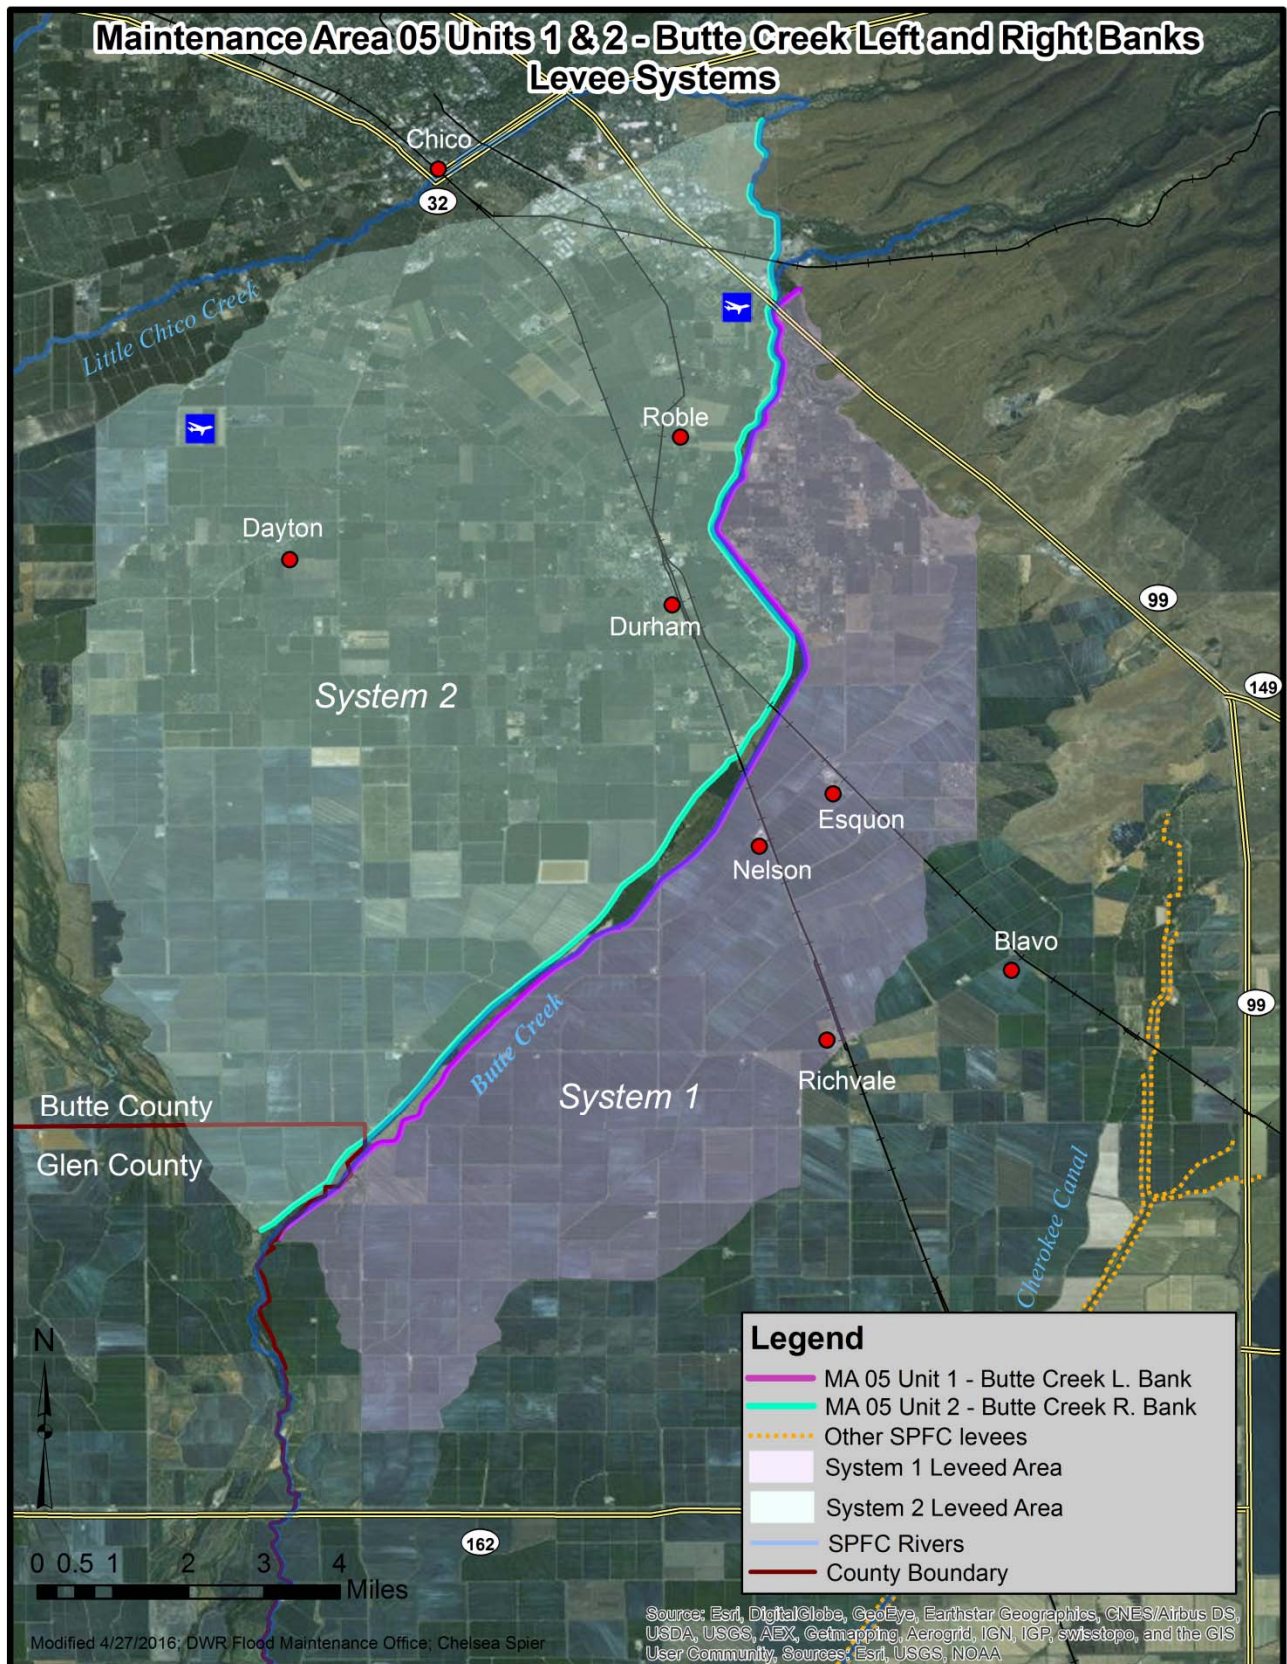 Maintenance Area 05 Units 1 & 2 - Butte Creek Left and Right Banks
Levee Systems
Chico
32
Little Chico Creek
Roble
Dayton
Durham
99
System 2
149
Esquon
Nelson
Blavo
99
Butte Creek
Richvale
System 1
Butte County
Glen County
Cherokee Canal
N
Legend
MA 05 Unit 1 - Butte Creek L. Bank
MA 05 Unit 2 - Butte Creek R. Bank
Other SPFC levees
System 1 Leveed Area
System 2 Leveed Area
SPFC Rivers
County Boundary
162
0 0.5 1 2 3 4
Miles
Source: Esri, DigitalGlobe, GeoEye, Earthstar Geographics, CNES/Airbus DS,
USDA, USGS, AEX, Getmapping, Aerogrid, IGN, IGP, swisstopo, and the GIS
User Community, Sources: Esri, USGS, NOAA
Modified 4/27/2016; DWR Flood Maintenance Office; Chelsea Spier